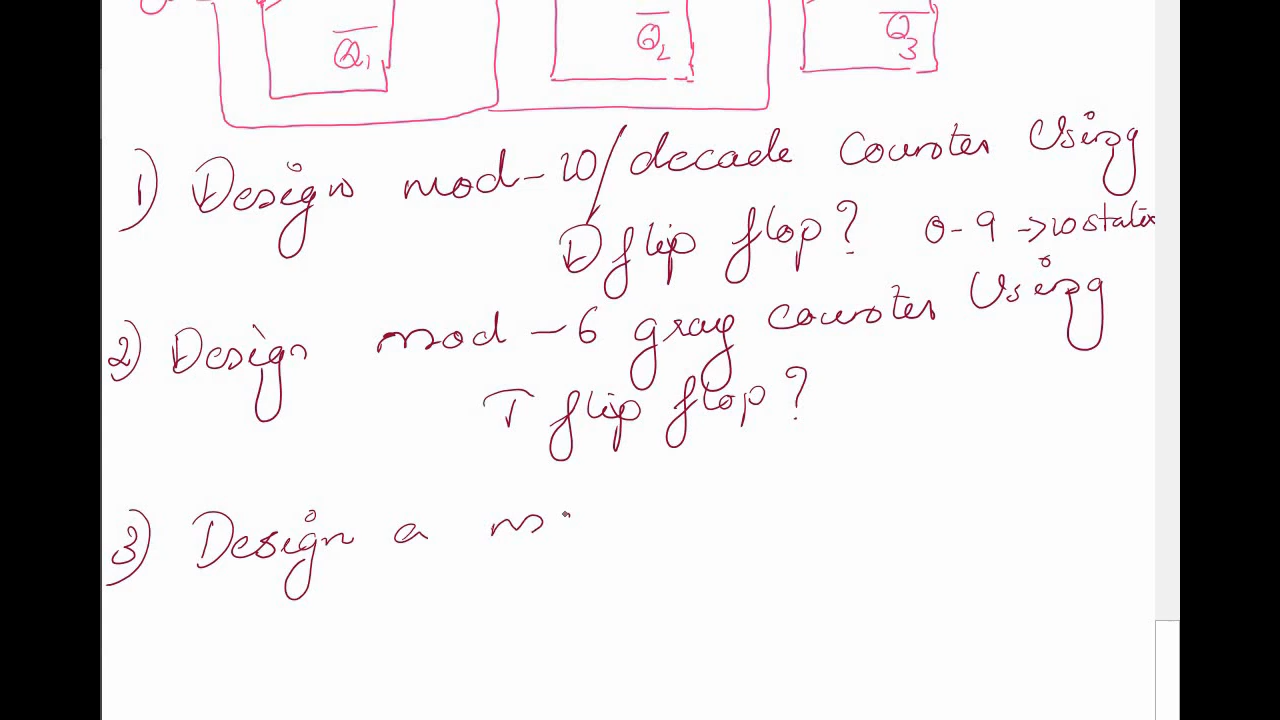 Q̅₁ Q̅₂ Q̅₃
1) Design mod-10/decade counter Using
D flip flop? 0-9 →10 states
2) Design mod-6 gray counter Using
T flip flop?
3) Design a m